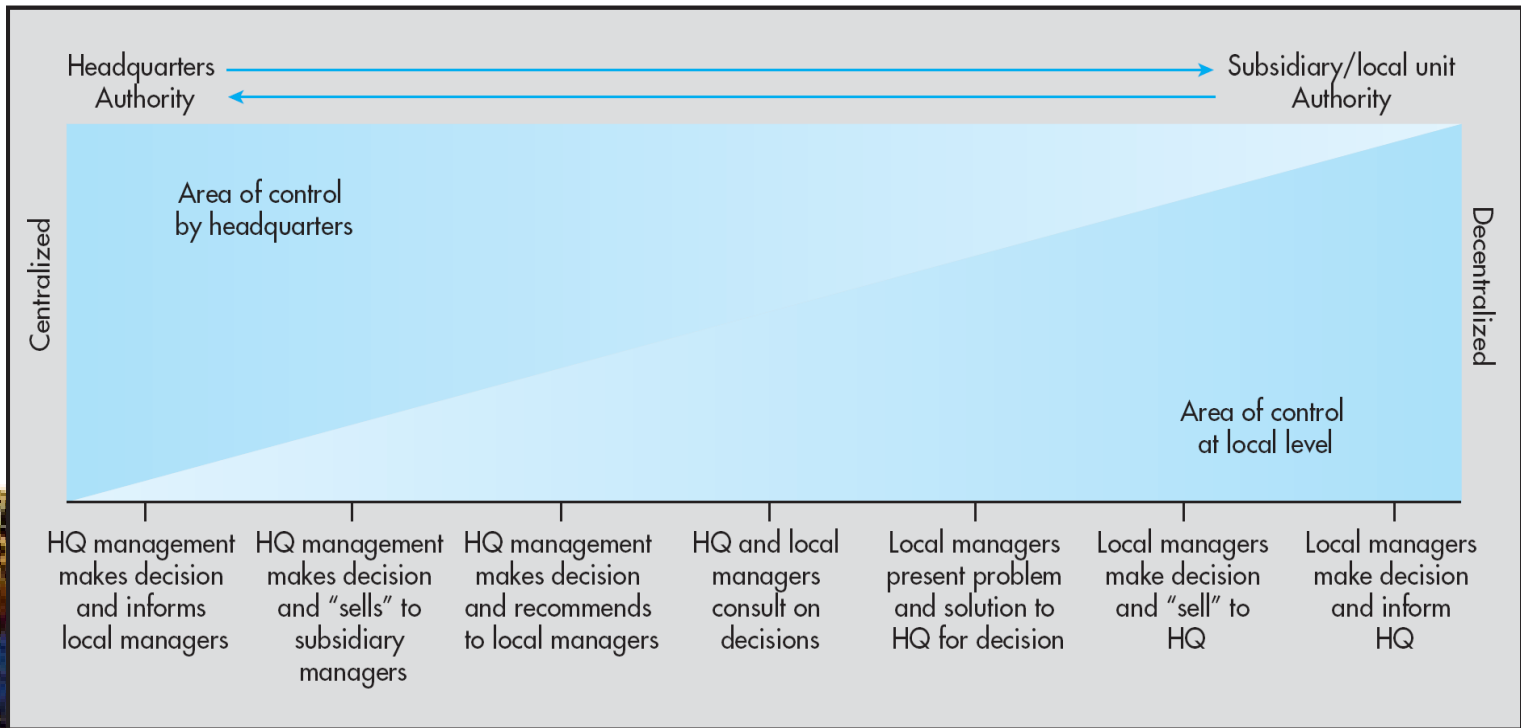 Headquarters
Authority
Subsidiary/local unit
Authority
Centralized
Area of control
by headquarters
Decentralized
Area of control
at local level
HQ management
makes decision
and informs
local managers
HQ management
makes decision
and “sells” to
subsidiary
managers
HQ management
makes decision
and recommends
to local managers
HQ and local
managers
consult on
decisions
Local managers
present problem
and solution to
HQ for decision
Local managers
make decision
and “sell” to
HQ
Local managers
make decision
and inform
HQ